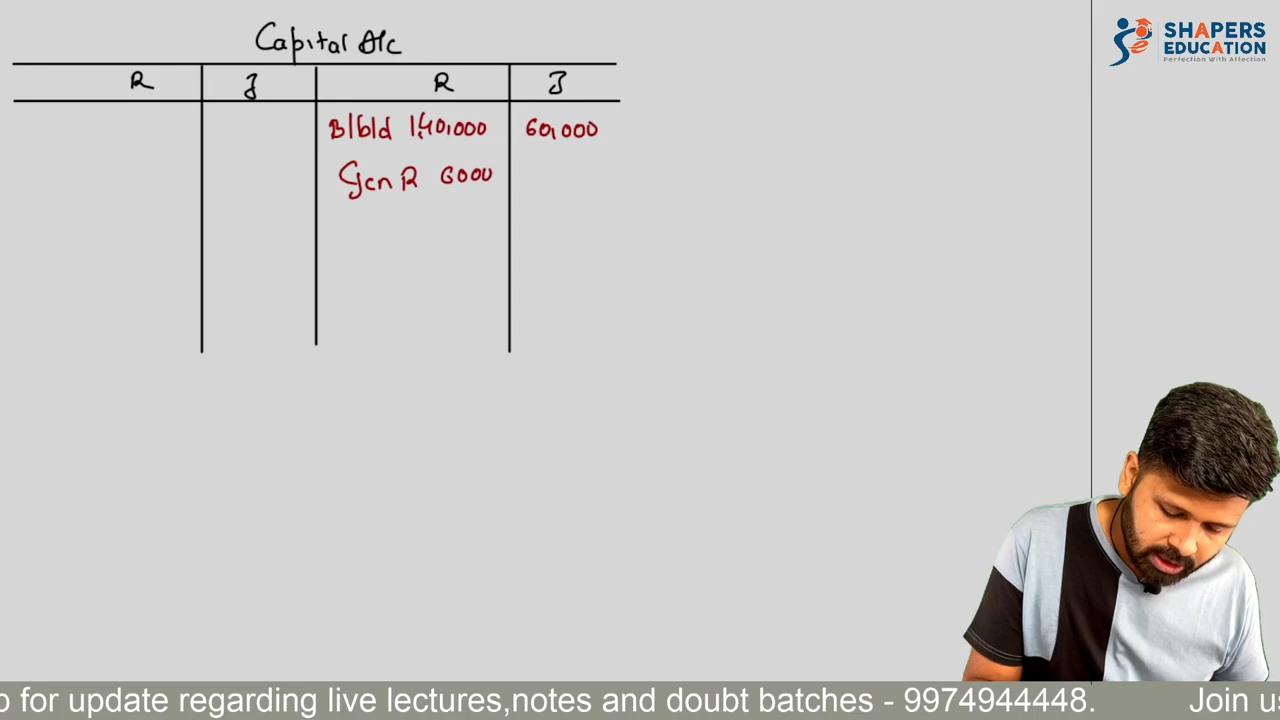 Capital A/c
R J R J
B/b/d 1,40,000 60,000
Gen R 6000
SHAPERS
EDUCATION
Perfection With Affection
o for update regarding live lectures,notes and doubt batches - 9974944448. Join us